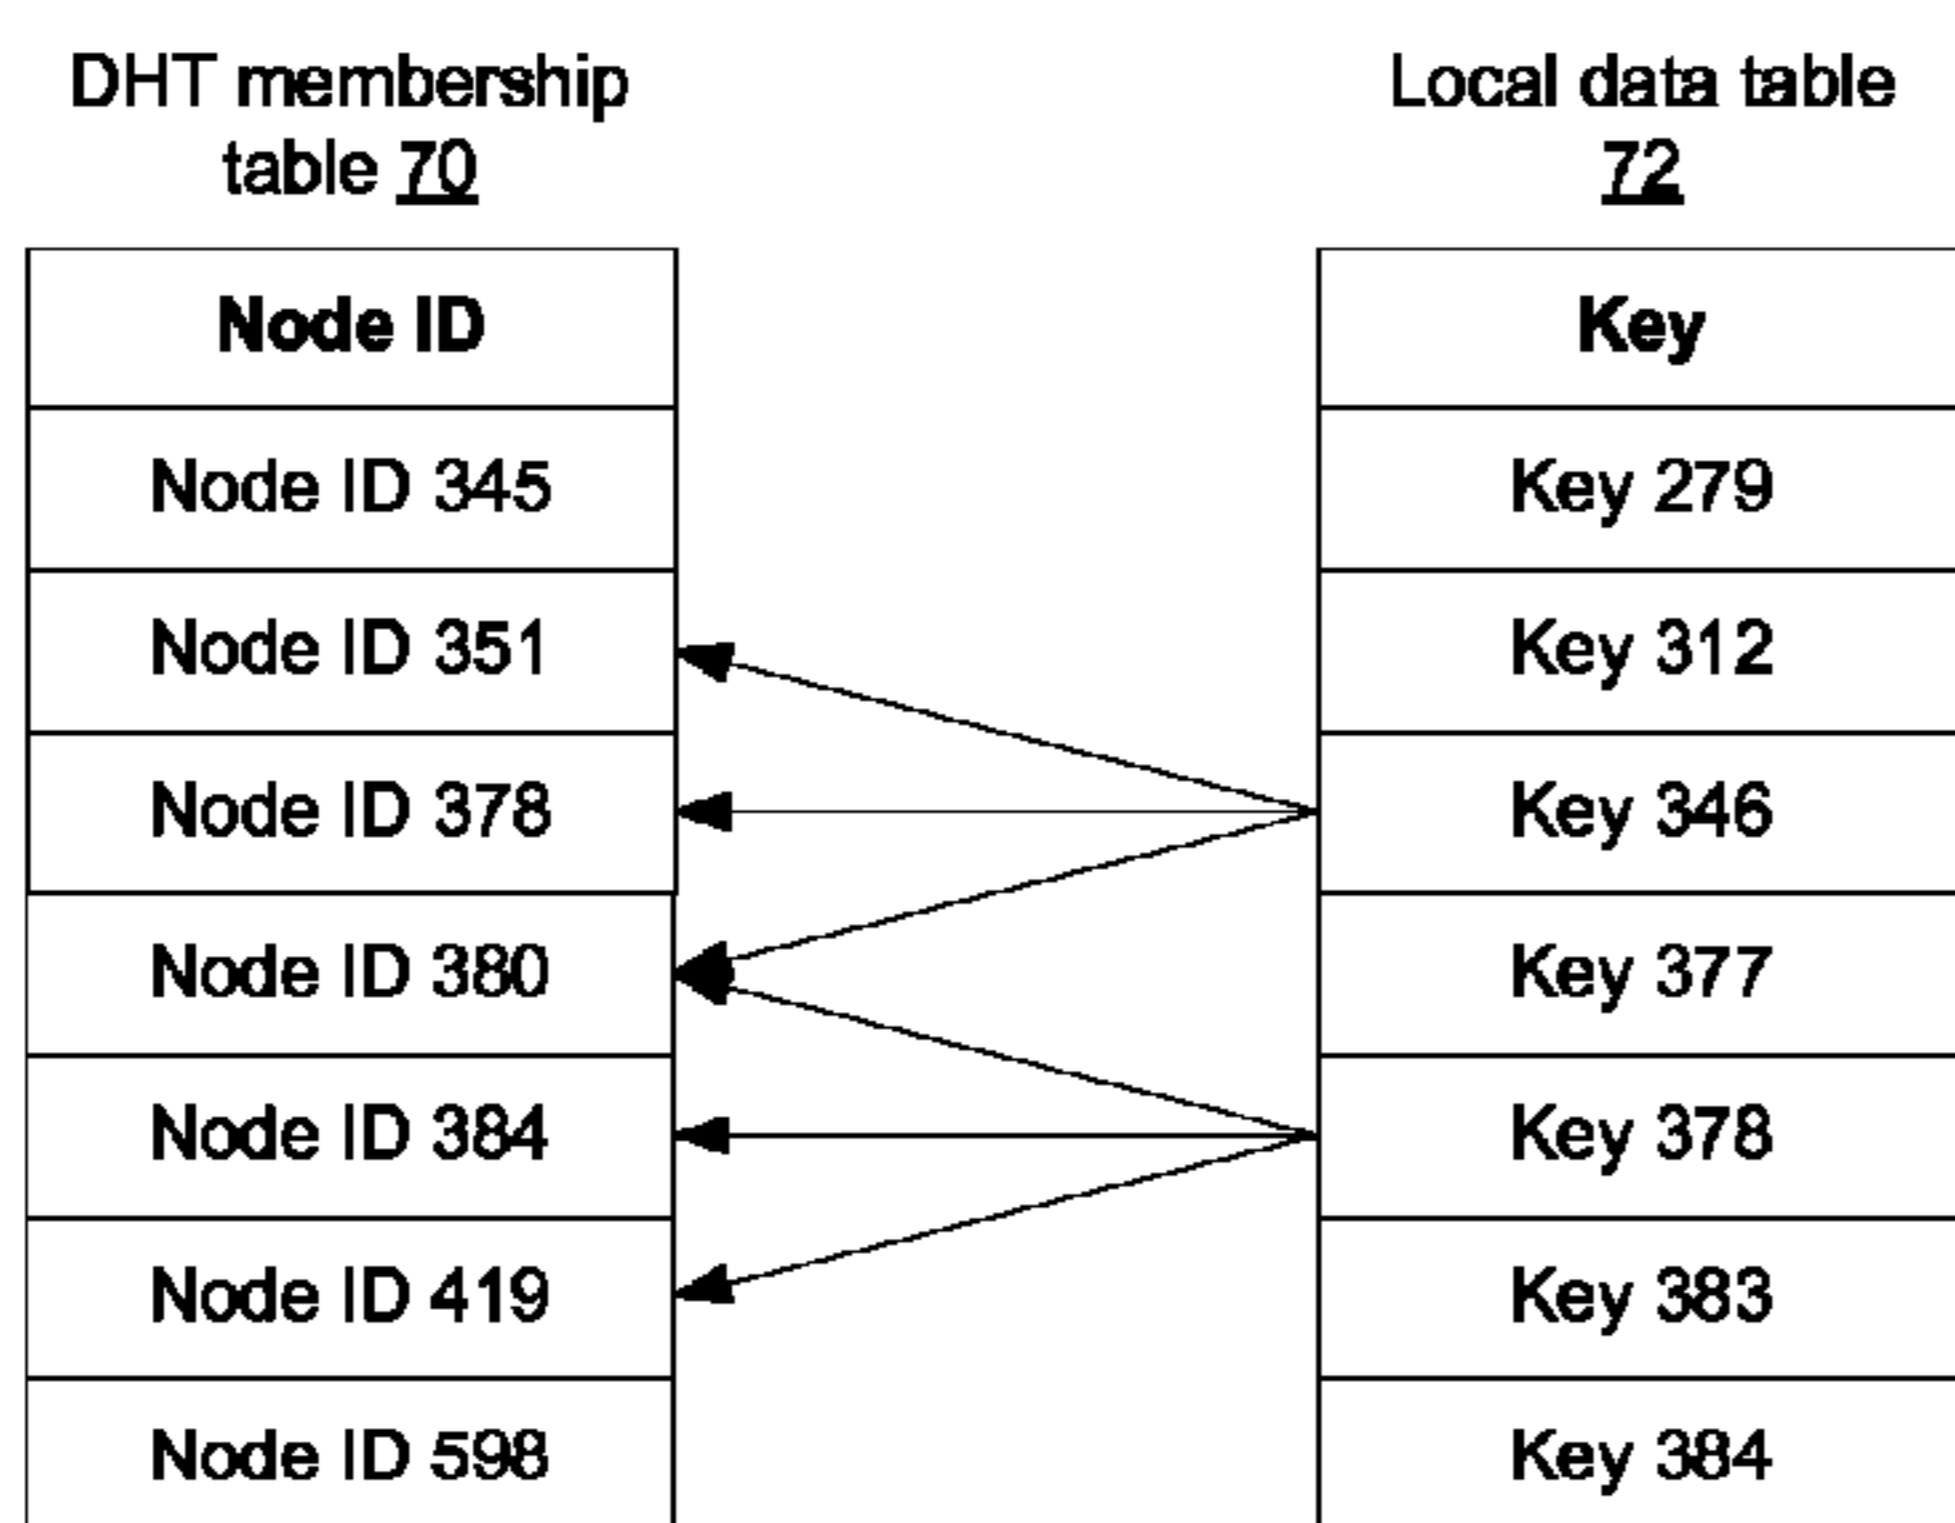 DHT membership
table 70
Local data table
72
Node ID
Key
Node ID 345
Key 279
Node ID 351
Key 312
Node ID 378
Key 346
Node ID 380
Key 377
Node ID 384
Key 378
Node ID 419
Key 383
Node ID 598
Key 384